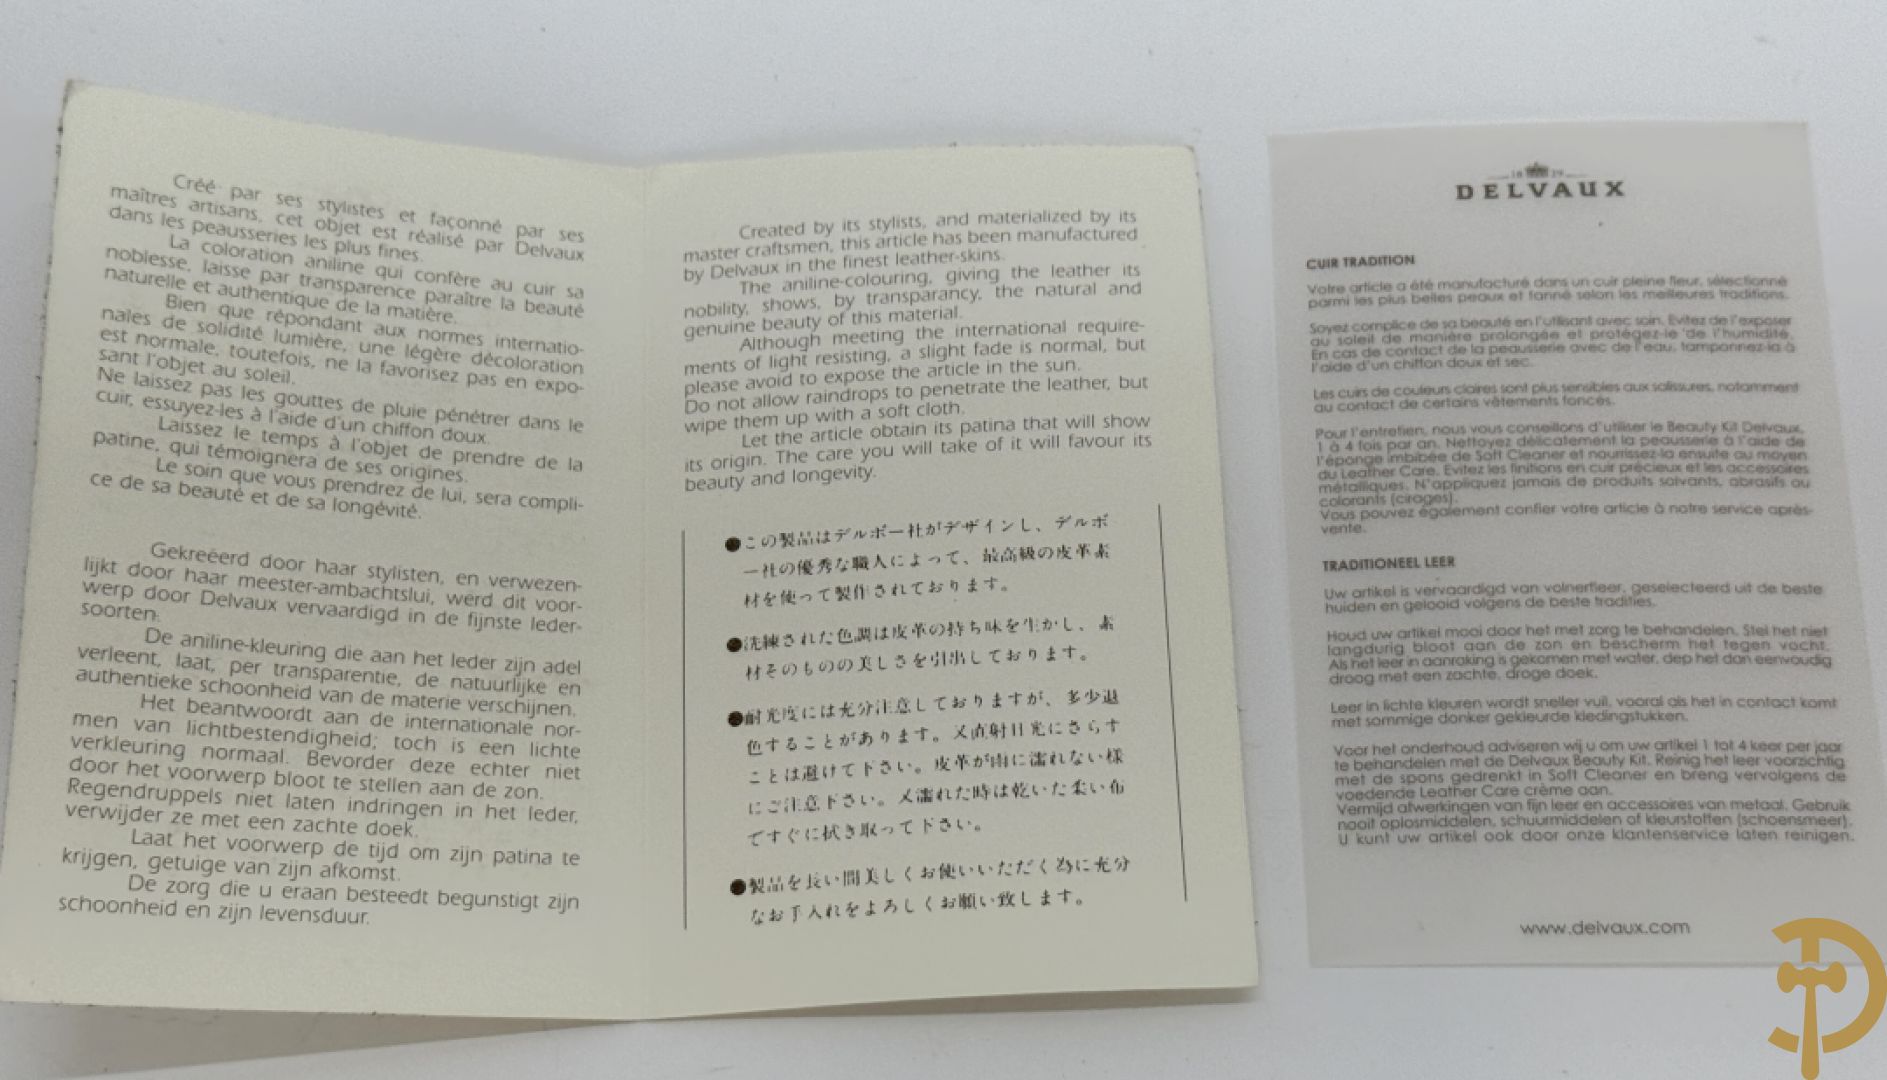 Créé par ses stylistes et façonné par ses
maîtres artisans, cet objet est réalisé par Delvaux
dans les peausseries les plus fines.
La coloration aniline qui confère au cuir sa
noblesse, laisse par transparence paraître la beauté
naturelle et authentique de la matière.
Bien que répondant aux normes internatio-
nales de solidité lumière, une légère décoloration
est normale, toutefois, ne la favorisez pas en expo-
sant l'objet au soleil.
Ne laissez pas les gouttes de pluie pénétrer dans le
cuir, essuyez-les à l'aide d'un chiffon doux.
Laissez le temps à l'objet de prendre de la
patine, qui témoignera de ses origines.
Le soin que vous prendrez de lui, sera compli-
ce de sa beauté et de sa longévité.
Gekreëerd door haar stylisten, en verwezen-
lijkt door haar meester-ambachtslui, werd dit voor-
werp door Delvaux vervaardigd in de fijnste leder-
soorten.
De aniline-kleuring die aan het leder zijn adel
verleent, laat, per transparentie, de natuurlijke en
authentieke schoonheid van de materie verschijnen.
Het beantwoordt aan de internationale nor-
men van lichtbestendigheid; toch is een lichte
verkleuring normaal. Bevorder deze echter niet
door het voorwerp bloot te stellen aan de zon.
Regendruppels niet laten indringen in het leder,
verwijder ze met een zachte doek.
Laat het voorwerp de tijd om zijn patina te
krijgen, getuige van zijn afkomst.
De zorg die u eraan besteedt begunstigt zijn
schoonheid en zijn levensduur.
Created by its stylists, and materialized by its
master craftsmen, this article has been manufactured
by Delvaux in the finest leather-skins.
The aniline-colouring, giving the leather its
nobility, shows, by transparancy, the natural and
genuine beauty of this material.
Although meeting the international require-
ments of light resisting, a slight fade is normal, but
please avoid to expose the article in the sun.
Do not allow raindrops to penetrate the leather, but
wipe them up with a soft cloth.
Let the article obtain its patina that will show
its origin. The care you will take of it will favour its
beauty and longevity.
●この製品はデルボー社がデザインし、デルボ
ー社の優秀な職人によって、最高級の皮革素
材を使って製作されております。
●洗練された色調は皮革の持ち味を生かし、素
材そのものの美しさを引出しております。
●耐光度には充分注意しておりますが、多少退
色することがあります。又直射日光にさらす
ことは避けて下さい。皮革が雨に濡れない様
にご注意下さい。又濡れた時は乾いた柔い布
ですぐに拭き取って下さい。
●製品を長い間美しくお使いいただく為に充分
なお手入れをよろしくお願い致します。
1829
DELVAUX
CUIR TRADITION
Votre article a été manufacturé dans un cuir pleine fleur, sélectionné
parmi les plus belles peaux et tanné selon les meilleures traditions.
Soyez complice de sa beauté en l'utilisant avec soin. Evitez de l'exposer
au soleil de manière prolongée et protégez-le de l'humidité.
En cas de contact de la peausserie avec de l'eau, tamponnez-la à
l'aide d'un chiffon doux et sec.
Les cuirs de couleurs claires sont plus sensibles aux salissures, notamment
au contact de certains vêtements foncés.
Pour l'entretien, nous vous conseillons d'utiliser le Beauty Kit Delvaux,
1 à 4 fois par an. Nettoyez délicatement la peausserie à l'aide de
l'éponge imbibée de Soft Cleaner et nourrissez-la ensuite au moyen
du Leather Care. Evitez les finitions en cuir précieux et les accessoires
métalliques. N'appliquez jamais de produits solvants, abrasifs ou
colorants (cirages).
Vous pouvez également confier votre article à notre service après-
vente.
TRADITIONEEL LEER
Uw artikel is vervaardigd van volnerfleer, geselecteerd uit de beste
huiden en gelooid volgens de beste tradities.
Houd uw artikel mooi door het met zorg te behandelen. Stel het niet
langdurig bloot aan de zon en bescherm het tegen vocht.
Als het leer in aanraking is gekomen met water, dep het dan eenvoudig
droog met een zachte, droge doek.
Leer in lichte kleuren wordt sneller vuil, vooral als het in contact komt
met sommige donker gekleurde kledingstukken.
Voor het onderhoud adviseren wij u om uw artikel 1 tot 4 keer per jaar
te behandelen met de Delvaux Beauty Kit. Reinig het leer voorzichtig
met de spons gedrenkt in Soft Cleaner en breng vervolgens de
voedende Leather Care crème aan.
Vermijd afwerkingen van fijn leer en accessoires van metaal. Gebruik
nooit oplosmiddelen, schuurmiddelen of kleurstoffen (schoensmeer).
U kunt uw artikel ook door onze klantenservice laten reinigen.
www.delvaux.com